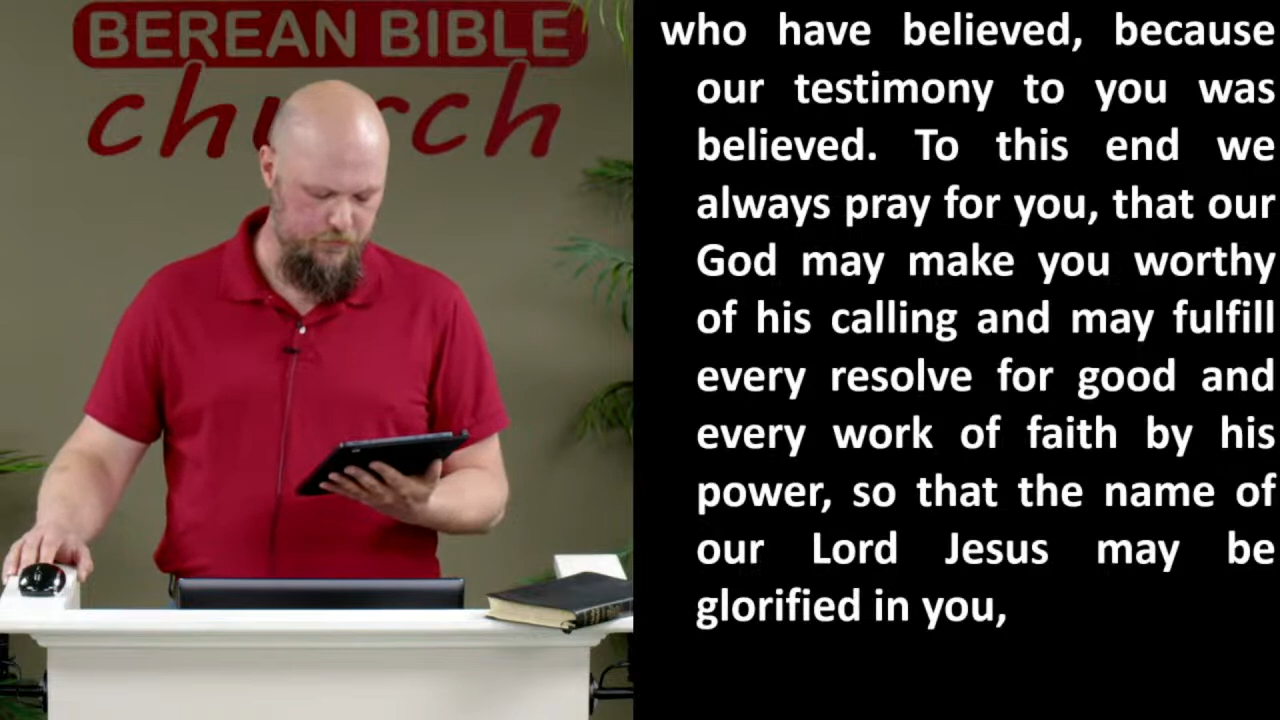 BEREAN BIBLE
church
who have believed, because
our testimony to you was
believed. To this end we
always pray for you, that our
God may make you worthy
of his calling and may fulfill
every resolve for good and
every work of faith by his
power, so that the name of
our Lord Jesus may be
glorified in you,